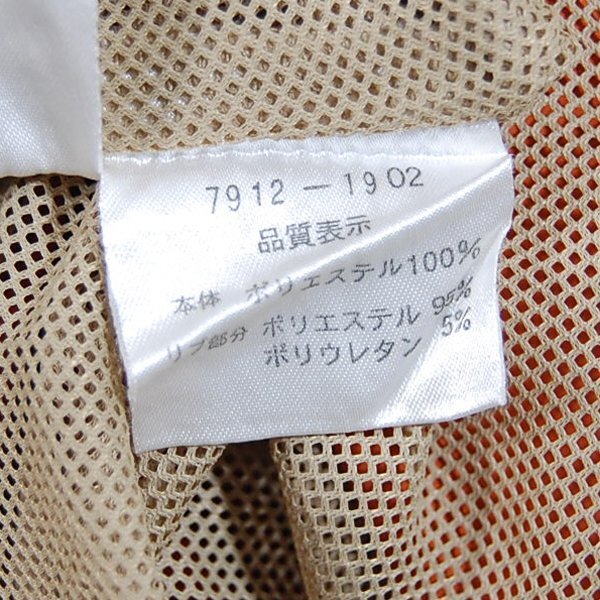 7912-1902
品質表示
本体 ポリエステル100%
リブ部分 ポリエステル 95%
ポリウレタン 5%